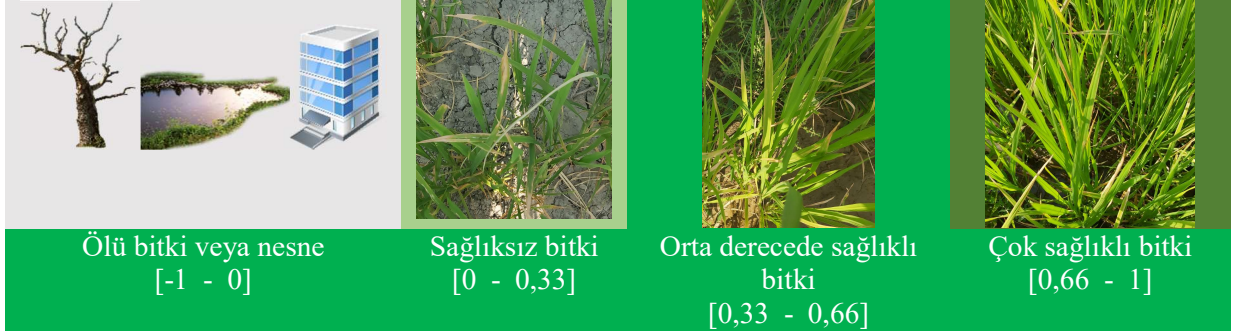 Ölü bitki veya nesne
[-1 - 0]
Sağlıksız bitki
[0 - 0,33]
Orta derecede sağlıklı
bitki
[0,33 - 0,66]
Çok sağlıklı bitki
[0,66 - 1]